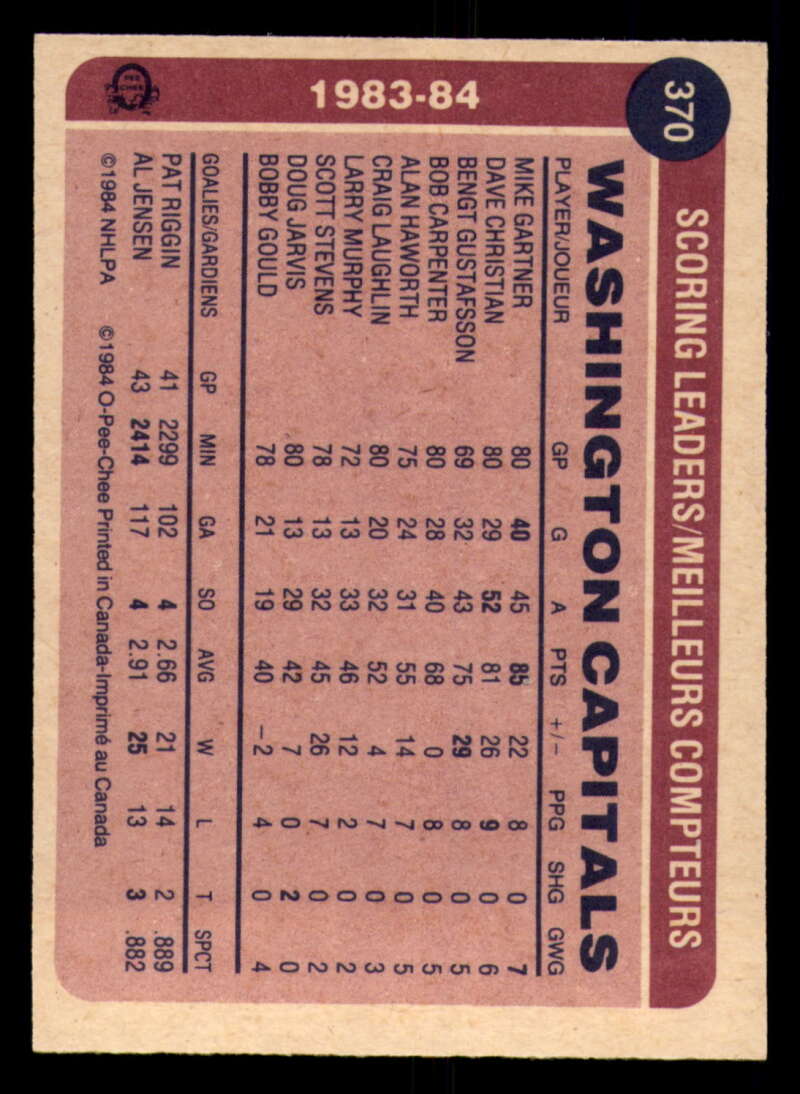 370
SCORING LEADERS/MEILLEURS COMPTEURS
1983-84
PEE CHEE
WASHINGTON CAPITALS
PLAYER/JOUEUR GP G A PTS +/- PPG SHG GWG
MIKE GARTNER 80 40 45 85 22 8 0 7
DAVE CHRISTIAN 80 29 52 81 26 9 0 6
BENGT GUSTAFSSON 69 32 43 75 29 8 0 5
BOB CARPENTER 80 28 40 68 0 8 0 5
ALAN HAWORTH 75 24 31 55 14 7 0 5
CRAIG LAUGHLIN 80 20 32 52 4 7 0 3
LARRY MURPHY 72 13 33 46 12 2 0 2
SCOTT STEVENS 78 13 32 45 26 7 0 2
DOUG JARVIS 80 13 29 42 7 0 2 0
BOBBY GOULD 78 21 19 40 -2 4 0 4
GOALIES/GARDIENS GP MIN GA SO AVG W L T SPCT
PAT RIGGIN 41 2299 102 4 2.66 21 14 2 .889
AL JENSEN 43 2414 117 4 2.91 25 13 3 .882
©1984 NHLPA ©1984 O-Pee-Chee Printed in Canada-Imprimé au Canada